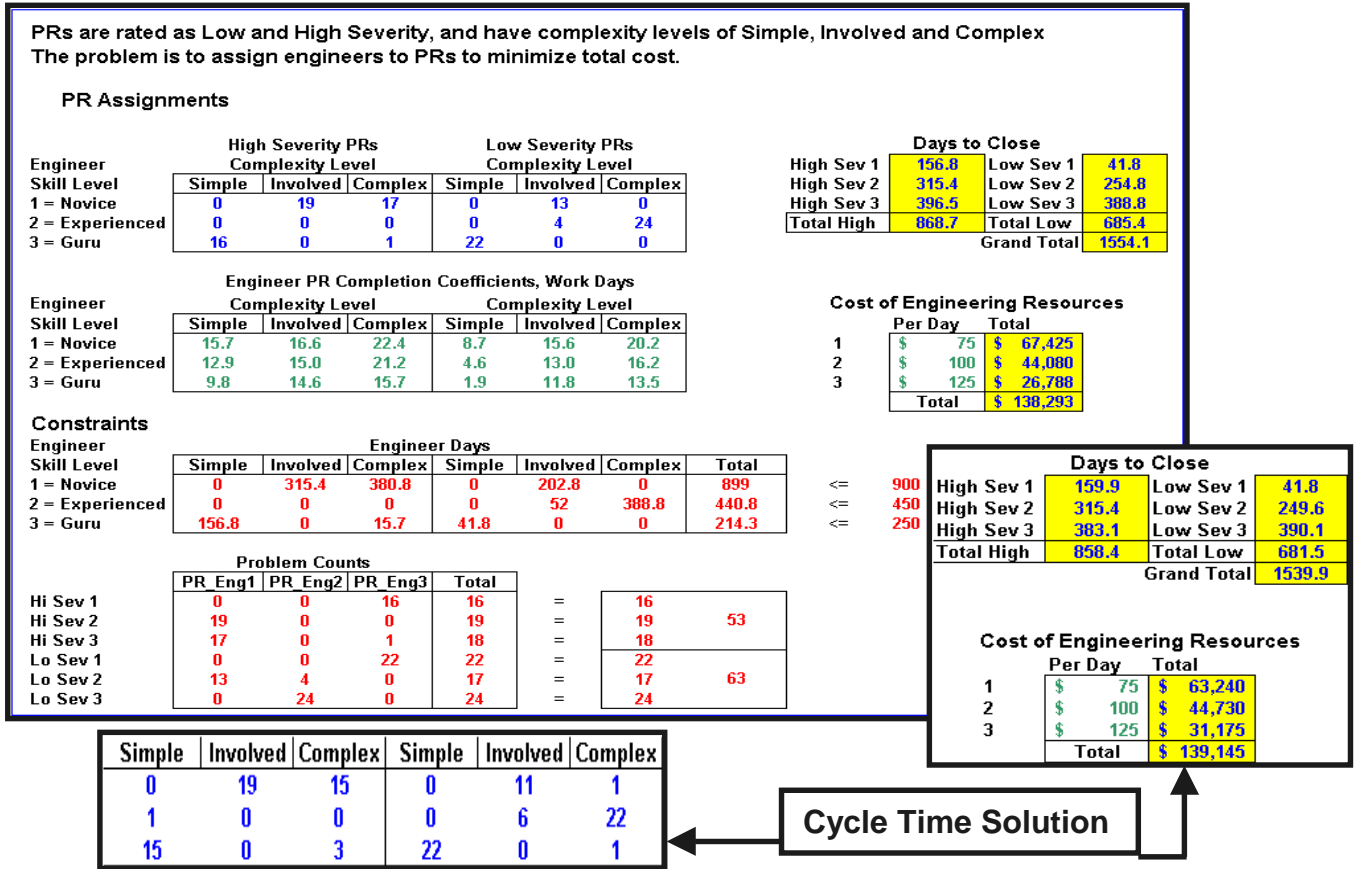 PRs are rated as Low and High Severity, and have complexity levels of Simple, Involved and Complex
The problem is to assign engineers to PRs to minimize total cost.
PR Assignments
High Severity PRs Low Severity PRs
Engineer Complexity Level Complexity Level
Skill Level Simple Involved Complex Simple Involved Complex
1 = Novice 0 19 17 0 13 0
2 = Experienced 0 0 0 0 4 24
3 = Guru 16 0 1 22 0 0
Days to Close
High Sev 1 156.8 Low Sev 1 41.8
High Sev 2 315.4 Low Sev 2 254.8
High Sev 3 396.5 Low Sev 3 388.8
Total High 868.7 Total Low 685.4
Grand Total 1554.1
Engineer PR Completion Coefficients, Work Days
Engineer Complexity Level Complexity Level
Skill Level Simple Involved Complex Simple Involved Complex
1 = Novice 15.7 16.6 22.4 8.7 15.6 20.2
2 = Experienced 12.9 15.0 21.2 4.6 13.0 16.2
3 = Guru 9.8 14.6 15.7 1.9 11.8 13.5
Cost of Engineering Resources
Per Day Total
1 $ 75 $ 67,425
2 $ 100 $ 44,080
3 $ 125 $ 26,788
Total $ 138,293
Constraints
Engineer Engineer Days
Skill Level Simple Involved Complex Simple Involved Complex Total
1 = Novice 0 315.4 380.8 0 202.8 0 899 <= 900
2 = Experienced 0 0 0 0 52 388.8 440.8 <= 450
3 = Guru 156.8 0 15.7 41.8 0 0 214.3 <= 250
Problem Counts
PR_Eng1 PR_Eng2 PR_Eng3 Total
Hi Sev 1 0 0 16 16 = 16
Hi Sev 2 19 0 0 19 = 19 53
Hi Sev 3 17 0 1 18 = 18
Lo Sev 1 0 0 22 22 = 22
Lo Sev 2 13 4 0 17 = 17 63
Lo Sev 3 0 24 0 24 = 24
Days to Close
High Sev 1 159.9 Low Sev 1 41.8
High Sev 2 315.4 Low Sev 2 249.6
High Sev 3 383.1 Low Sev 3 390.1
Total High 858.4 Total Low 681.5
Grand Total 1539.9
Cost of Engineering Resources
Per Day Total
1 $ 75 $ 63,240
2 $ 100 $ 44,730
3 $ 125 $ 31,175
Total $ 139,145
Simple Involved Complex Simple Involved Complex
0 19 15 0 11 1
1 0 0 0 6 22
15 0 3 22 0 1
Cycle Time Solution